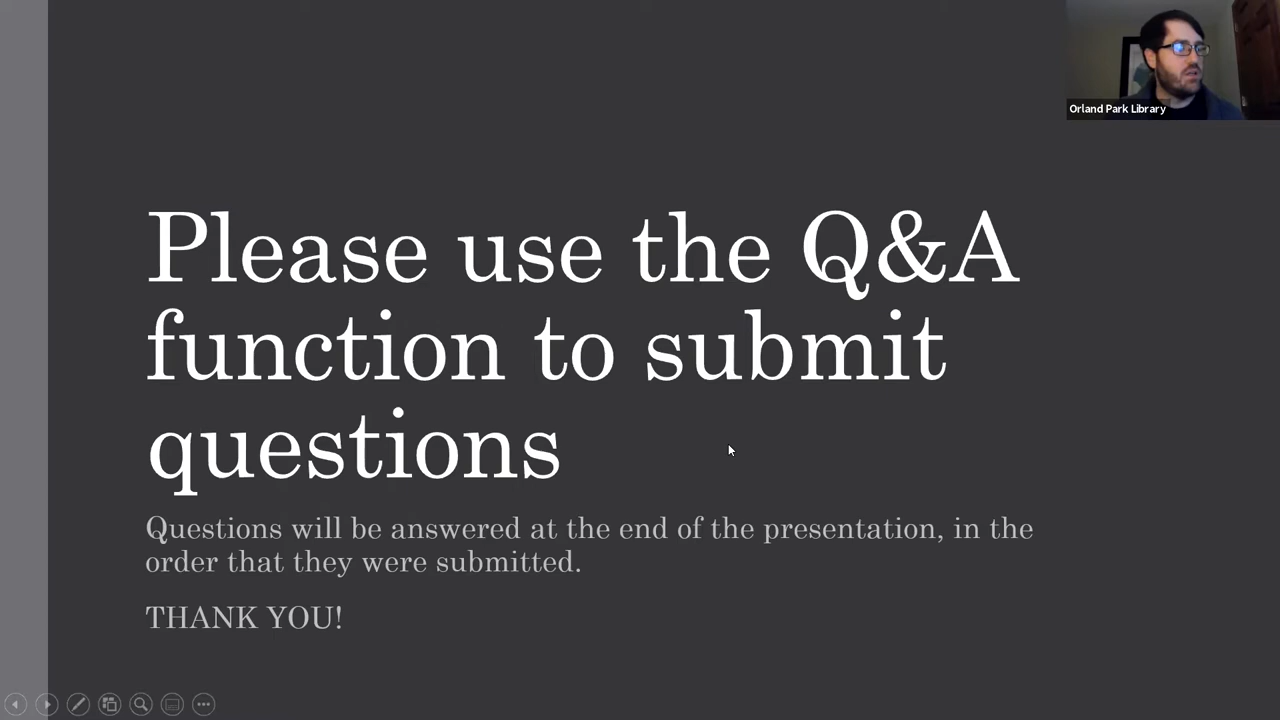 Orland Park Library
Please use the Q&A
function to submit
questions
Questions will be answered at the end of the presentation, in the
order that they were submitted.
THANK YOU!